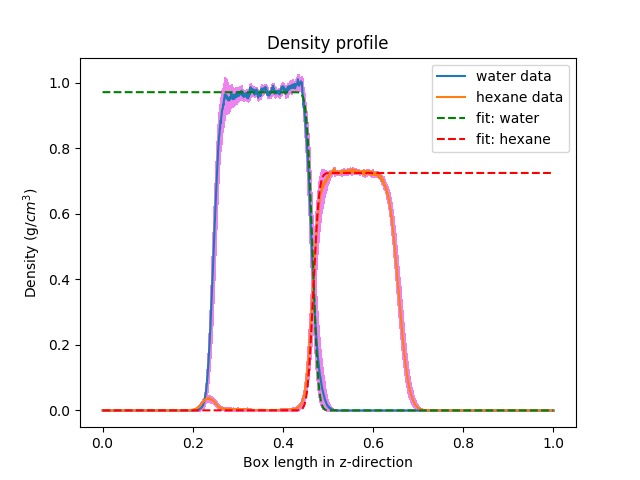 Density profile
water data
hexane data
fit: water
fit: hexane
Density (g/cm³)
1.0
0.8
0.6
0.4
0.2
0.0
0.0 0.2 0.4 0.6 0.8 1.0
Box length in z-direction